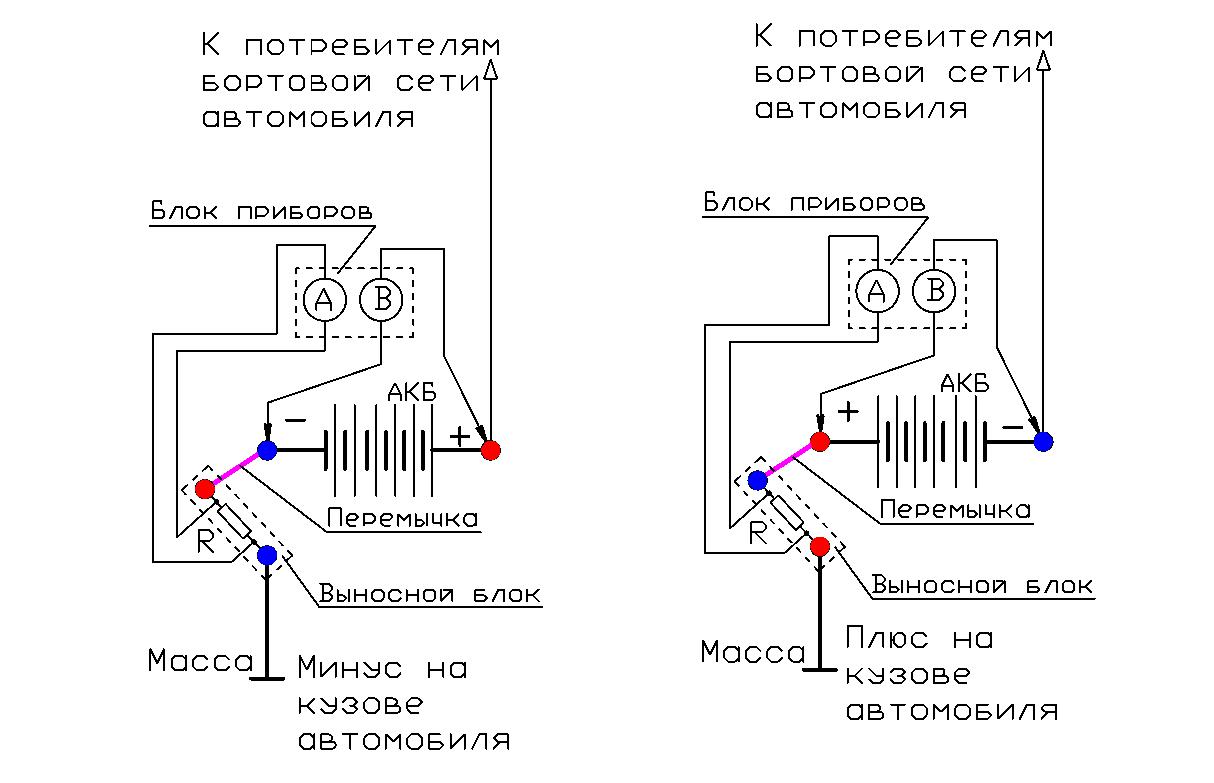 К потребителям
бортовой сети
автомобиля
Блок приборов
А
В
АКБ
−
+
Перемычка
R
Выносной блок
Масса
Минус на
кузове
автомобиля
К потребителям
бортовой сети
автомобиля
Блок приборов
А
В
АКБ
+
−
Перемычка
R
Выносной блок
Масса
Плюс на
кузове
автомобиля